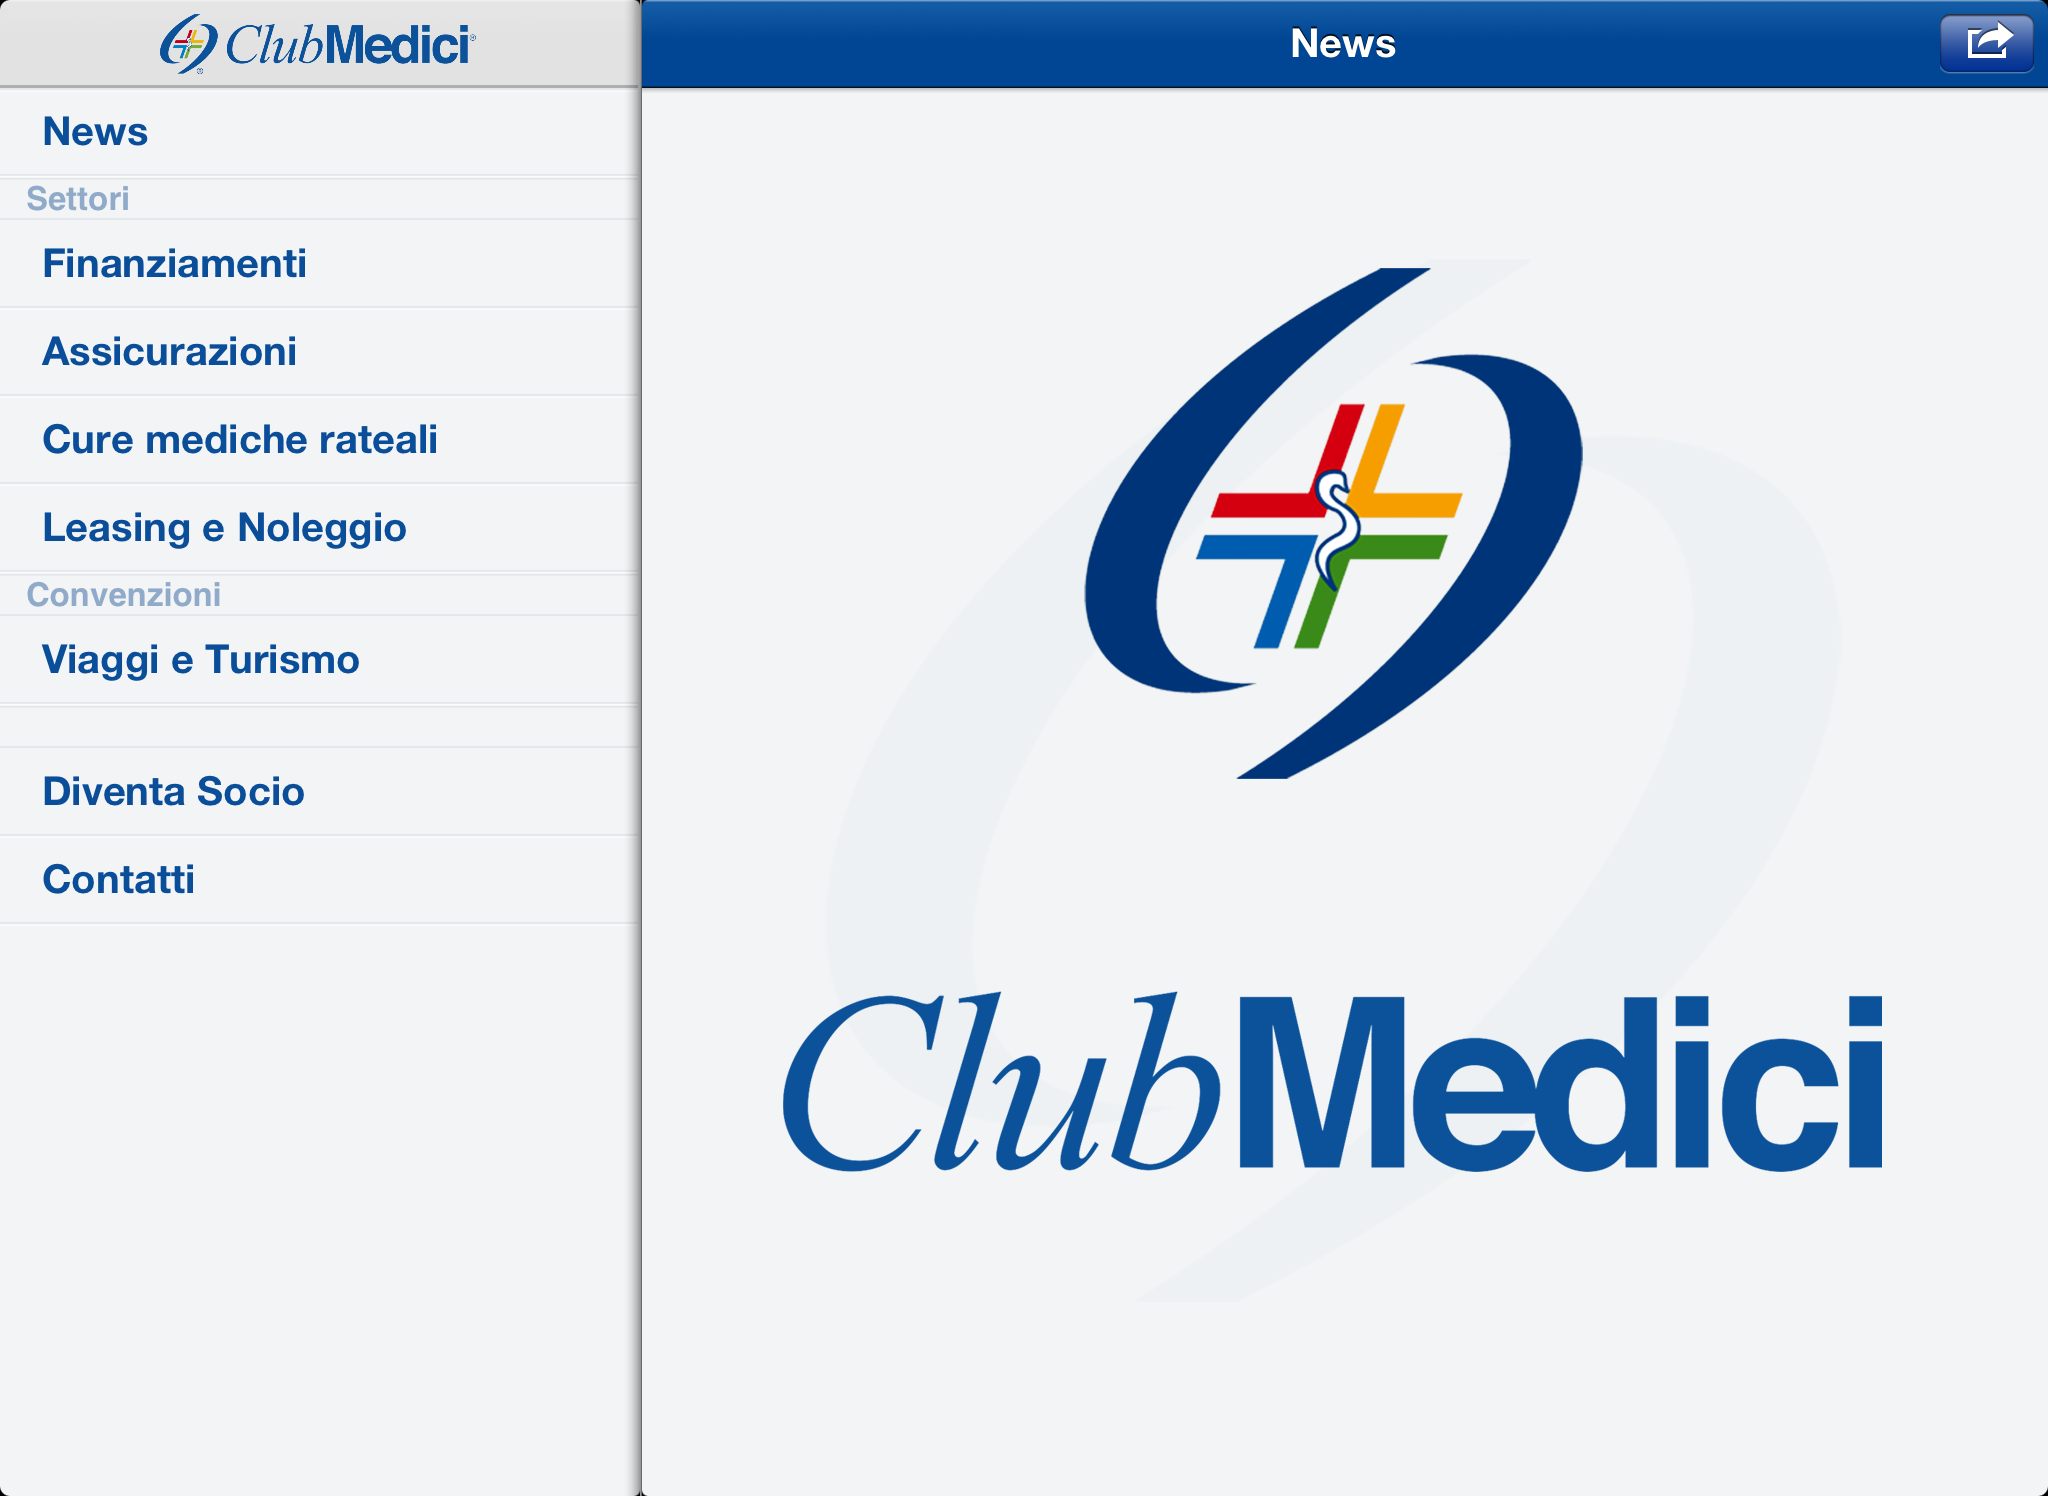 ClubMedici®
News
Settori
Finanziamenti
Assicurazioni
Cure mediche rateali
Leasing e Noleggio
Convenzioni
Viaggi e Turismo
Diventa Socio
Contatti
News
ClubMedici